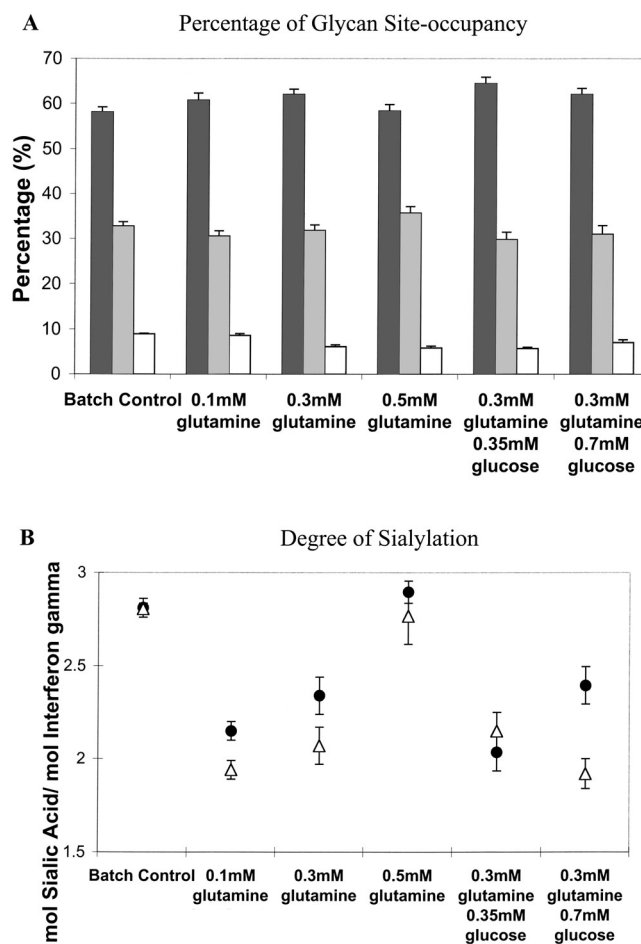 A
Percentage of Glycan Site-occupancy
Percentage (%)
70
60
50
40
30
20
10
0
Batch Control
0.1mM
glutamine
0.3mM
glutamine
0.5mM
glutamine
0.3mM
glutamine
0.35mM
glucose
0.3mM
glutamine
0.7mM
glucose
B
Degree of Sialylation
mol Sialic Acid/ mol Interferon gamma
3
2.5
2
1.5
Batch Control
0.1mM
glutamine
0.3mM
glutamine
0.5mM
glutamine
0.3mM
glutamine
0.35mM
glucose
0.3mM
glutamine
0.7mM
glucose